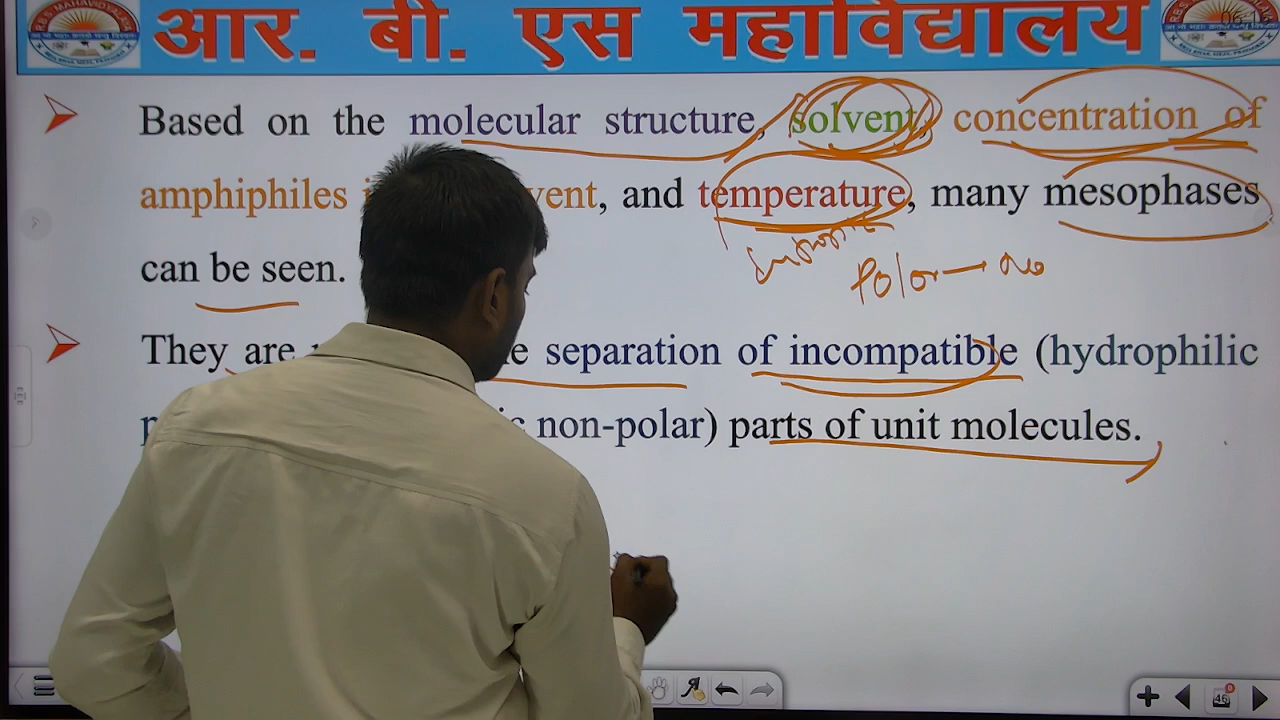 आर. बी. एस महाविद्यालय
Based on the molecular structure, solvent, concentration of
amphiphiles vent, and temperature, many mesophases
can be seen.
Polar → no
They are separation of incompatible (hydrophilic
non-polar) parts of unit molecules.
46